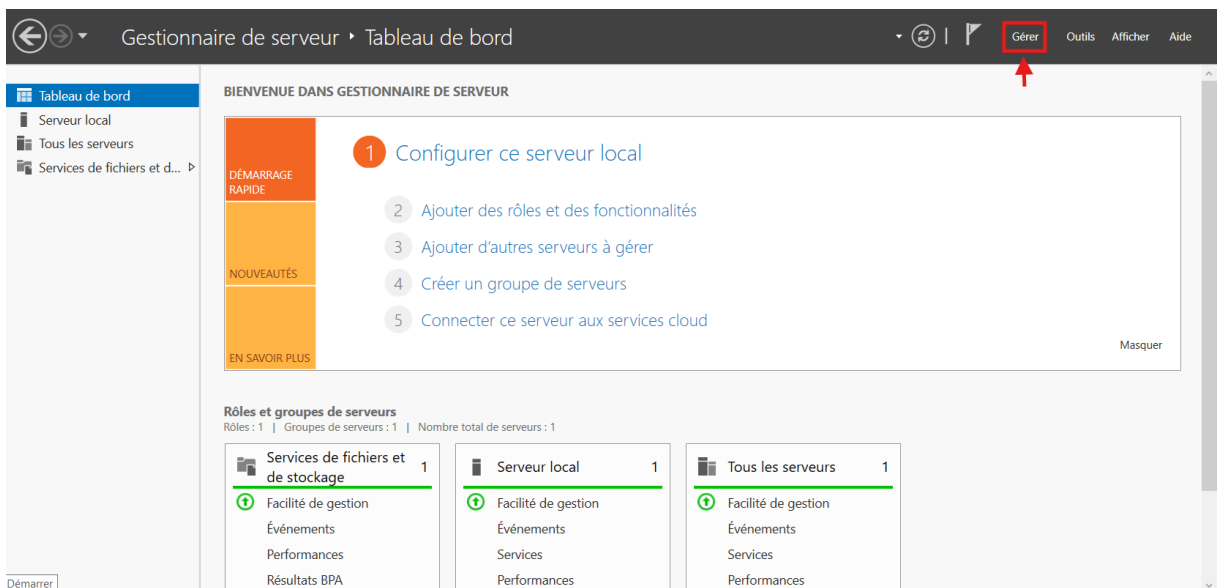 Gestionnaire de serveur ‣ Tableau de bord
Gérer Outils Afficher Aide
Tableau de bord
Serveur local
Tous les serveurs
Services de fichiers et d...
BIENVENUE DANS GESTIONNAIRE DE SERVEUR
DÉMARRAGE
RAPIDE
NOUVEAUTÉS
EN SAVOIR PLUS
1 Configurer ce serveur local
2 Ajouter des rôles et des fonctionnalités
3 Ajouter d’autres serveurs à gérer
4 Créer un groupe de serveurs
5 Connecter ce serveur aux services cloud
Masquer
Rôles et groupes de serveurs
Rôles : 1 | Groupes de serveurs : 1 | Nombre total de serveurs : 1
Services de fichiers et
de stockage
1
Facilité de gestion
Événements
Performances
Résultats BPA
Serveur local 1
Facilité de gestion
Événements
Services
Performances
Tous les serveurs 1
Facilité de gestion
Événements
Services
Performances
Démarrer